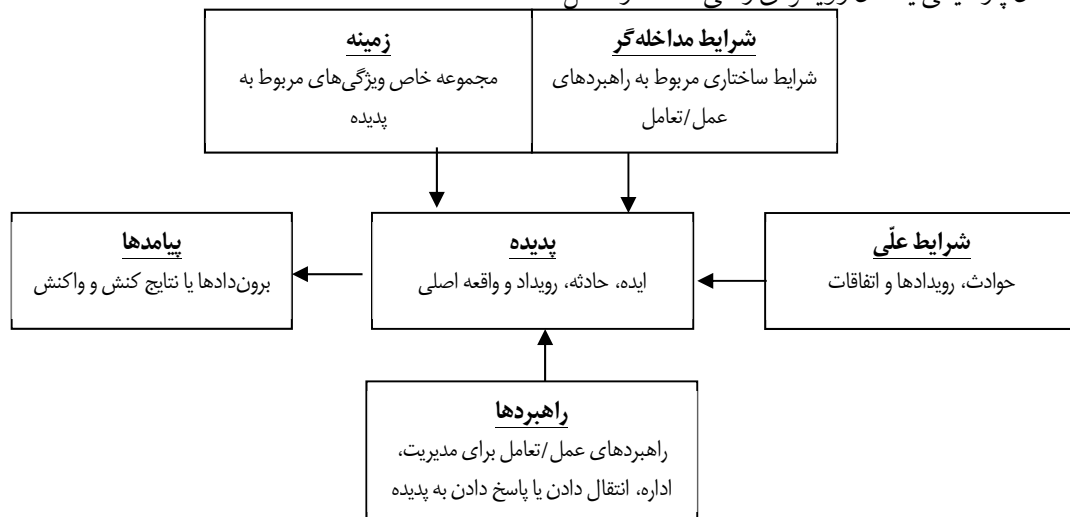 شرایط مداخله‌گر
شرایط ساختاری مربوط به راهبردهای
عمل/تعامل
زمینه
مجموعه خاص ویژگی‌های مربوط به
پدیده
شرایط علّی
حوادث، رویدادها و اتفاقات
پدیده
ایده، حادثه، رویداد و واقعه اصلی
پیامدها
برون‌دادها یا نتایج کنش و واکنش
راهبردها
راهبردهای عمل/تعامل برای مدیریت،
اداره، انتقال دادن یا پاسخ دادن به پدیده